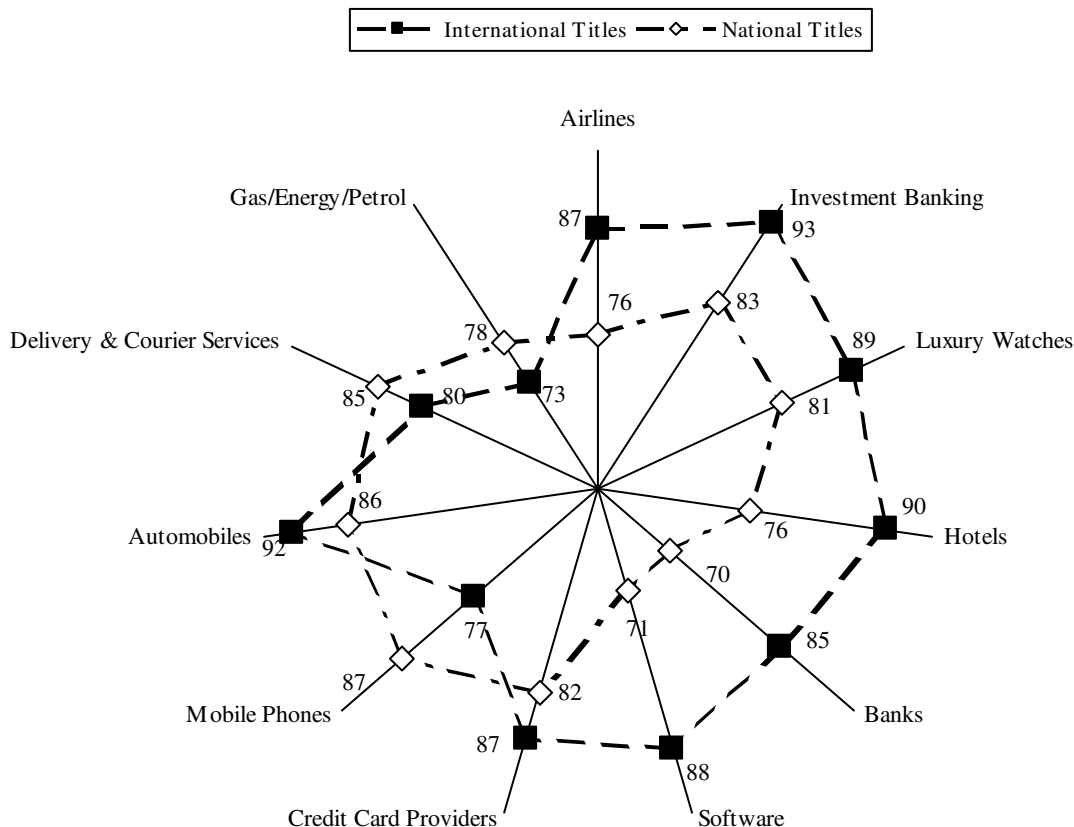 International Titles
National Titles
Airlines
Gas/Energy/Petrol
Investment Banking
87
93
76
83
78
Delivery & Courier Services
89
Luxury Watches
85
80
73
81
86
90
Automobiles
92
76
Hotels
70
77
71
85
87
82
Mobile Phones
Banks
87
88
Credit Card Providers
Software